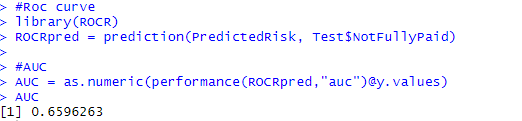 > #Roc curve
> library(ROCR)
> ROCRpred = prediction(PredictedRisk, Test$NotFullyPaid)
>
> #AUC
> AUC = as.numeric(performance(ROCRpred,"auc")@y.values)
> AUC
[1] 0.6596263